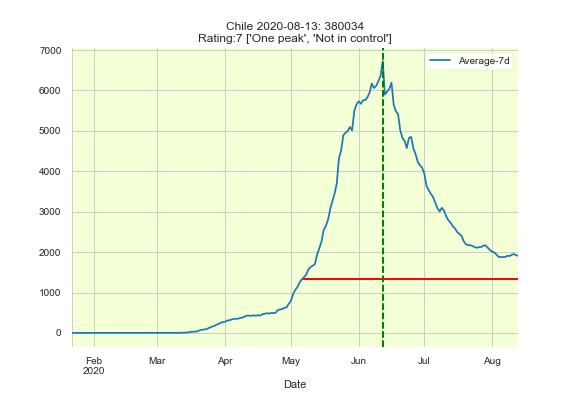 Chile 2020-08-13: 380034
Rating:7 ['One peak', 'Not in control']
7000
Average-7d
6000
5000
4000
3000
2000
1000
0
Feb Mar Apr May Jun Jul Aug
2020
Date